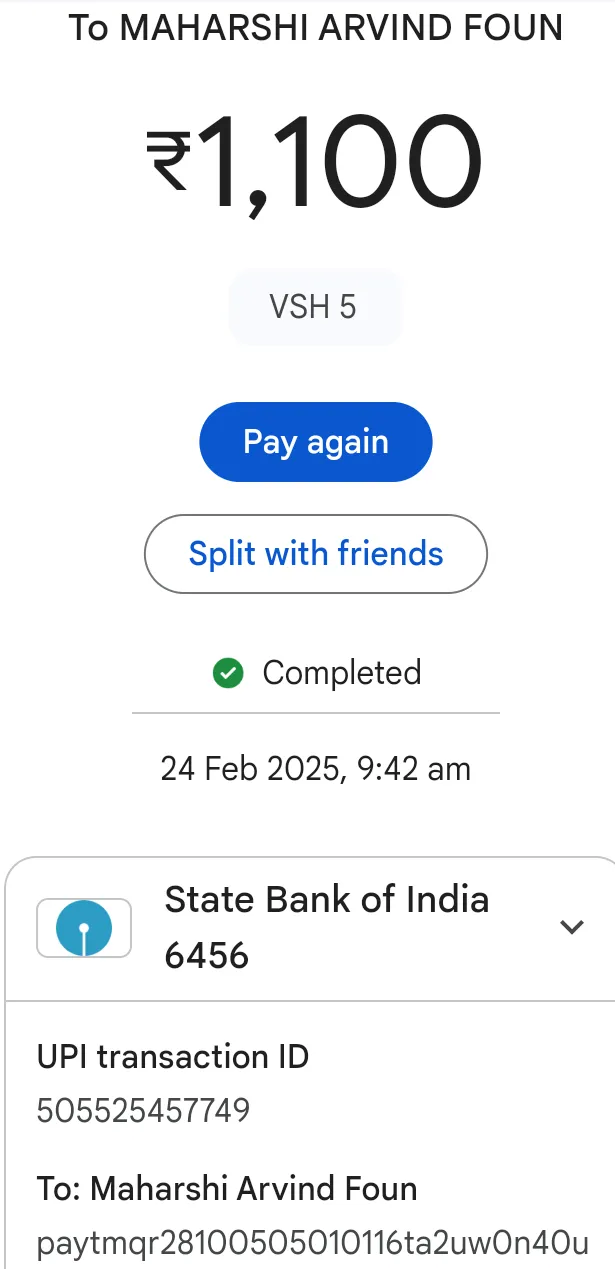 To MAHARSHI ARVIND FOUN
₹1,100
VSH 5
Pay again
Split with friends
Completed
24 Feb 2025, 9:42 am
State Bank of India
6456
UPI transaction ID
505525457749
To: Maharshi Arvind Foun
paytmqr28100505010116ta2uw0n40u